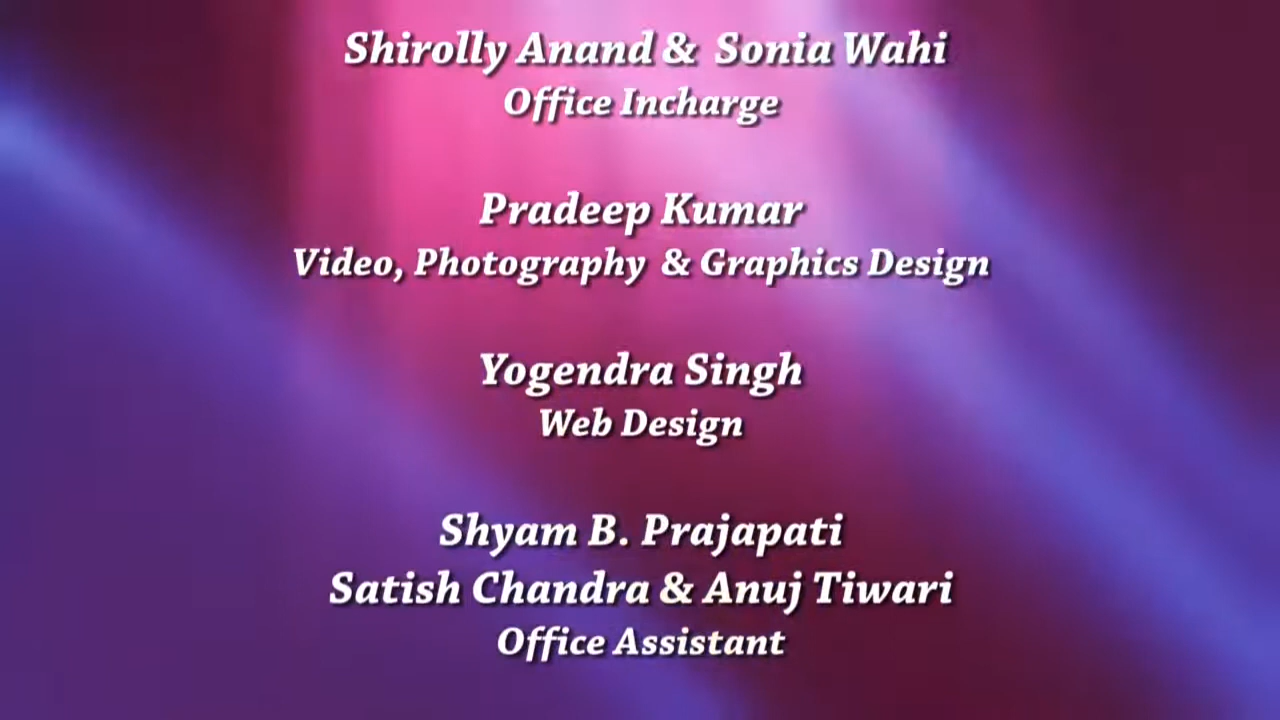 Shirolly Anand & Sonia Wahi
Office Incharge
Pradeep Kumar
Video, Photography & Graphics Design
Yogendra Singh
Web Design
Shyam B. Prajapati
Satish Chandra & Anuj Tiwari
Office Assistant